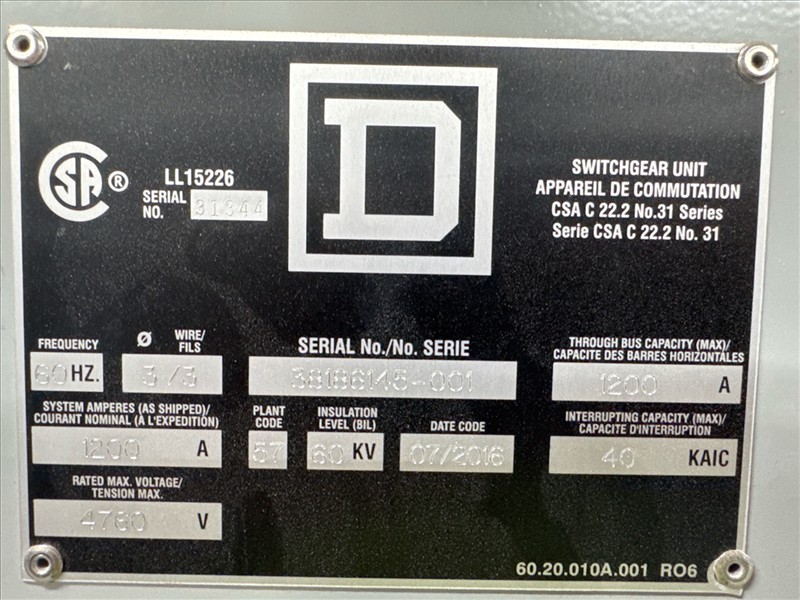 D
CSA ®
LL15226
SERIAL NO. 31344
SWITCHGEAR UNIT
APPAREIL DE COMMUTATION
CSA C 22.2 No.31 Series
Serie CSA C 22.2 No. 31
FREQUENCY
60 HZ.
Ø WIRE/FILS
3/3
SERIAL No./No. SERIE
38186145-001
THROUGH BUS CAPACITY (MAX)/
CAPACITE DES BARRES HORIZONTALES
1200 A
SYSTEM AMPERES (AS SHIPPED)/
COURANT NOMINAL (À L'EXPEDITION)
1200 A
PLANT CODE
57
INSULATION LEVEL (BIL)
60 KV
DATE CODE
07/2016
INTERRUPTING CAPACITY (MAX)/
CAPACITE D'INTERRUPTION
40 KAIC
RATED MAX. VOLTAGE/
TENSION MAX.
4760 V
60.20.010A.001 RO6